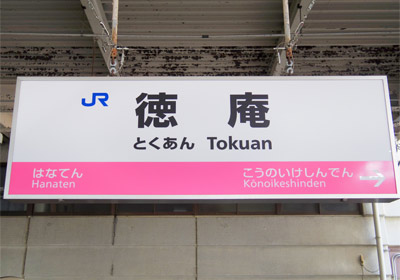 JR 徳庵
とくあん Tokuan
はなてん こうのいけしんでん
Hanaten Kōnoikeshinden